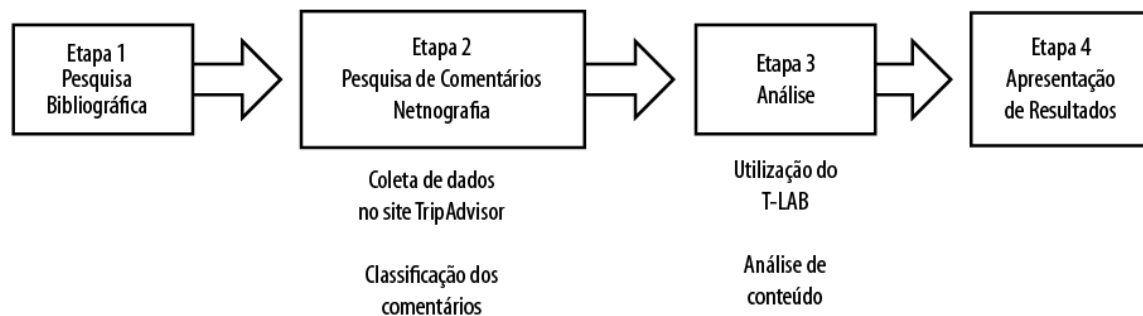 Etapa 1
Pesquisa
Bibliográfica
Etapa 2
Pesquisa de Comentários
Netnografia
Coleta de dados
no site TripAdvisor
Classificação dos
comentários
Etapa 3
Análise
Utilização do
T-LAB
Análise de
conteúdo
Etapa 4
Apresentação
de Resultados